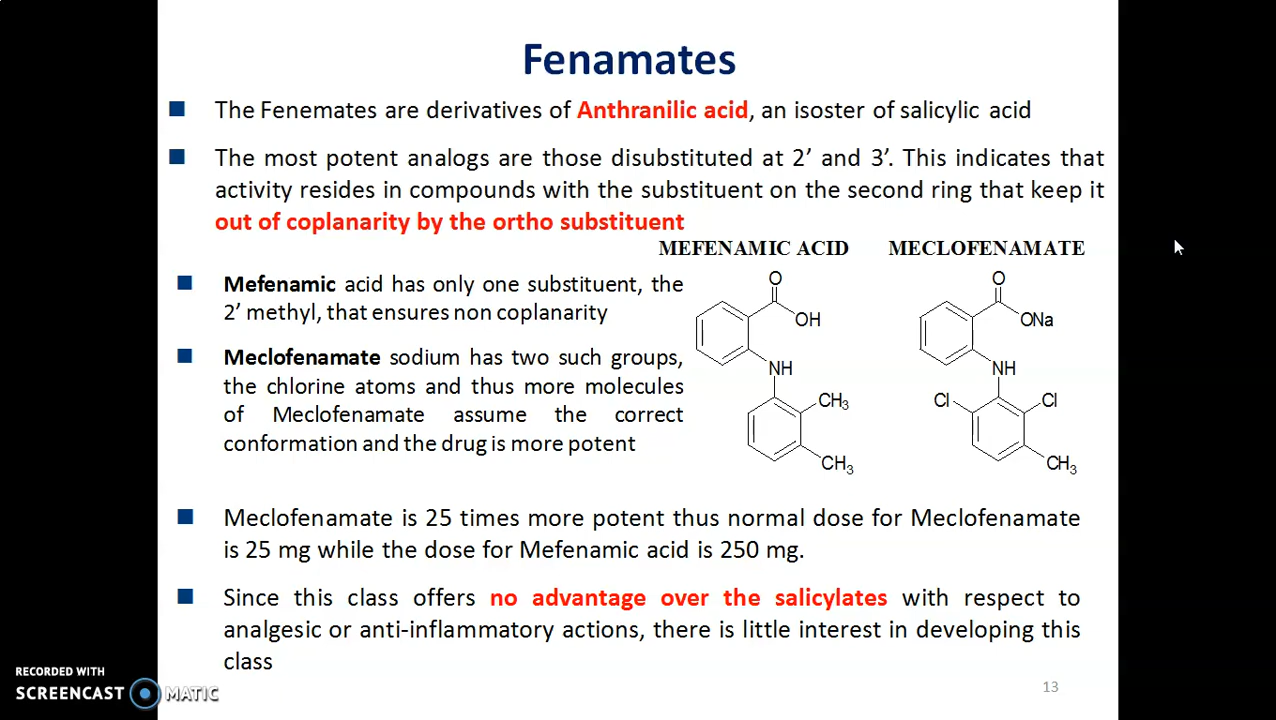 Fenamates
The Fenemates are derivatives of Anthranilic acid, an isoster of salicylic acid
The most potent analogs are those disubstituted at 2’ and 3’. This indicates that
activity resides in compounds with the substituent on the second ring that keep it
out of coplanarity by the ortho substituent
MEFENAMIC ACID MECLOFENAMATE
Mefenamic acid has only one substituent, the
2’ methyl, that ensures non coplanarity
Meclofenamate sodium has two such groups,
the chlorine atoms and thus more molecules
of Meclofenamate assume the correct
conformation and the drug is more potent
O
OH
NH
CH3
CH3
O
ONa
NH
Cl Cl
CH3
Meclofenamate is 25 times more potent thus normal dose for Meclofenamate
is 25 mg while the dose for Mefenamic acid is 250 mg.
Since this class offers no advantage over the salicylates with respect to
analgesic or anti-inflammatory actions, there is little interest in developing this
class
RECORDED WITH
SCREENCAST MATIC
13